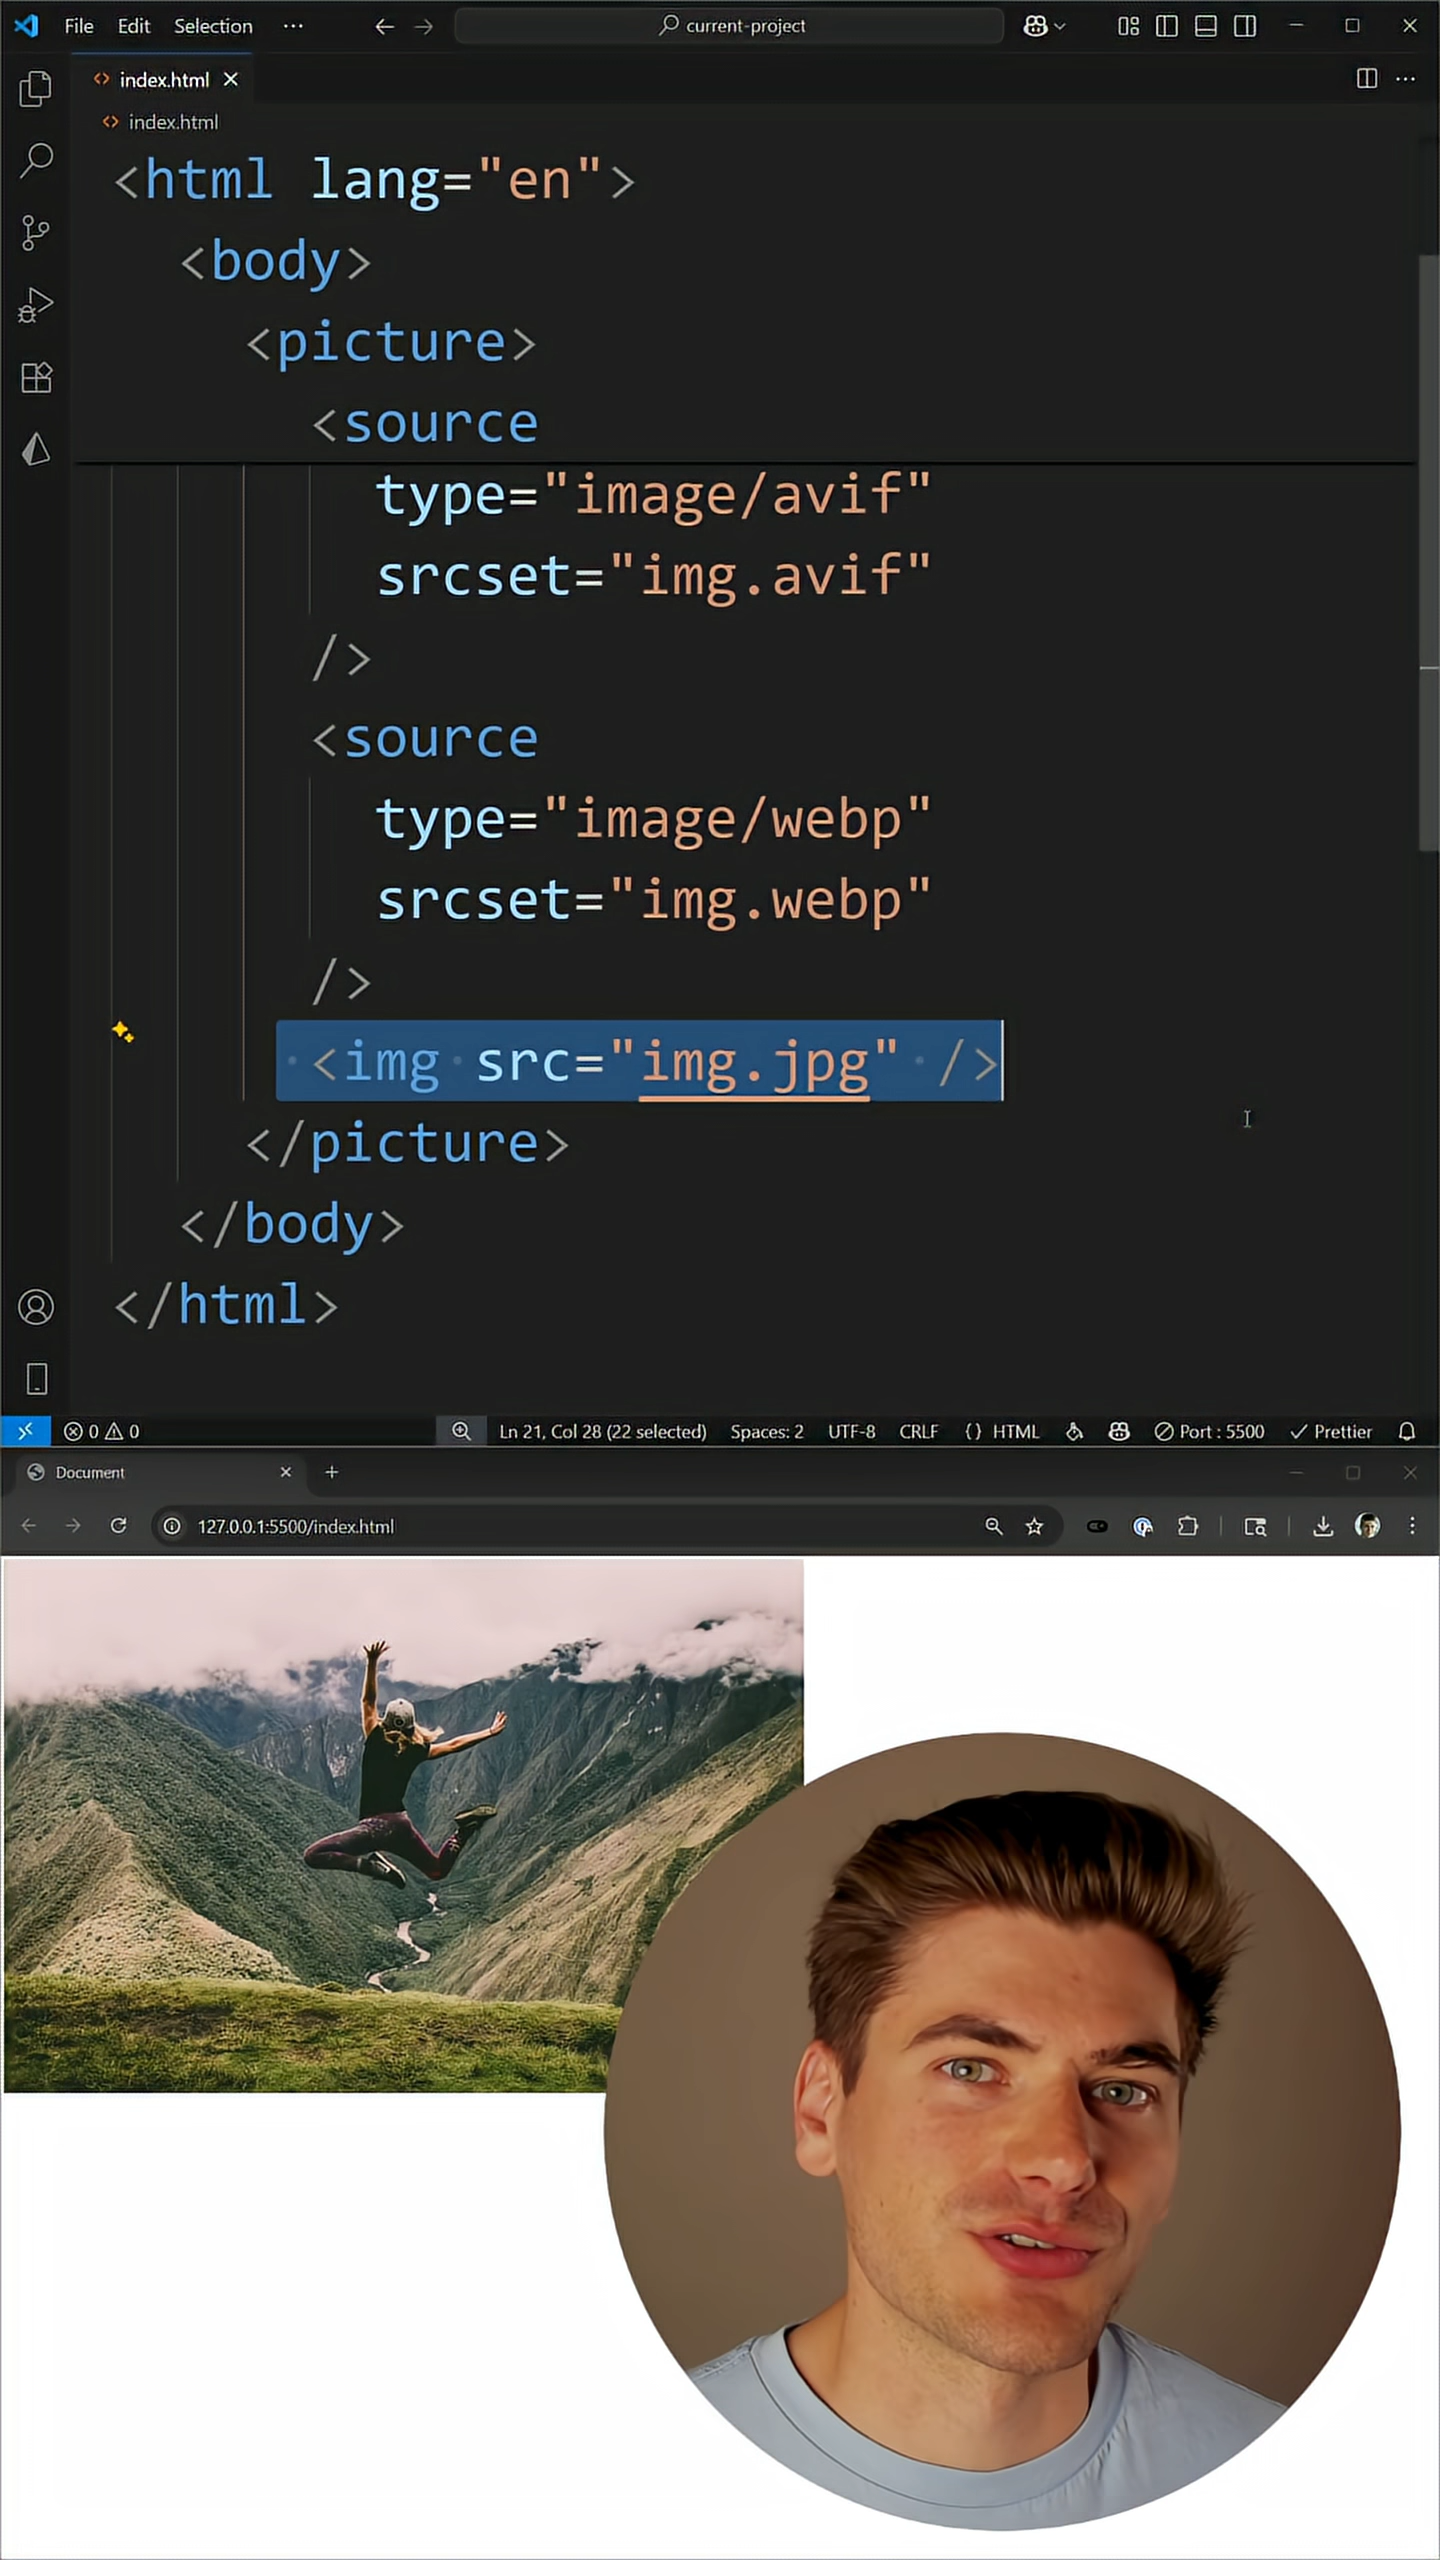 File Edit Selection ··· current-project
index.html
index.html
<html lang="en">
<body>
<picture>
<source
type="image/avif"
srcset="img.avif"
/>
<source
type="image/webp"
srcset="img.webp"
/>
<img src="img.jpg" />
</picture>
</body>
</html>
0 0 Ln 21, Col 28 (22 selected) Spaces: 2 UTF-8 CRLF {} HTML Port : 5500 Prettier
Document
127.0.0.1:5500/index.html